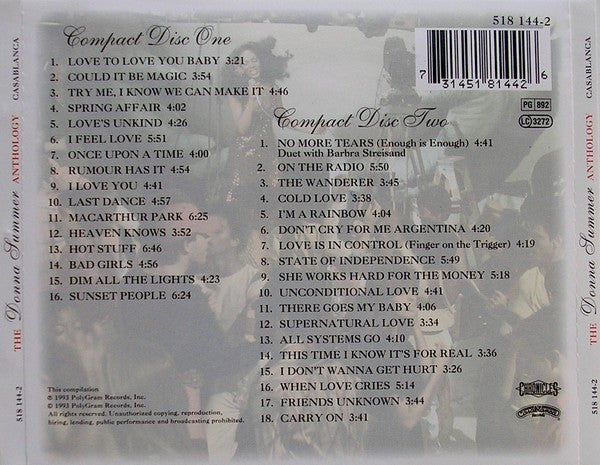 THE Donna Summer ANTHOLOGY CASABLANCA
518 144-2
Compact Disc One
1. LOVE TO LOVE YOU BABY 3:21
2. COULD IT BE MAGIC 3:54
3. TRY ME, I KNOW WE CAN MAKE IT 4:46
4. SPRING AFFAIR 4:02
5. LOVE'S UNKIND 4:26
6. I FEEL LOVE 5:51
7. ONCE UPON A TIME 4:00
8. RUMOUR HAS IT 4:54
9. I LOVE YOU 4:41
10. LAST DANCE 4:57
11. MACARTHUR PARK 6:25
12. HEAVEN KNOWS 3:52
13. HOT STUFF 6:46
14. BAD GIRLS 4:56
15. DIM ALL THE LIGHTS 4:23
16. SUNSET PEOPLE 6:24
This compilation
℗ 1993 PolyGram Records, Inc.
© 1993 PolyGram Records, Inc.
All rights reserved. Unauthorized copying, reproduction,
hiring, lending, public performance and broadcasting prohibited.
518 144-2
7 31451 81442 6
PG 892
LC 3272
Compact Disc Two
1. NO MORE TEARS (Enough is Enough) 4:41
Duet with Barbra Streisand
2. ON THE RADIO 5:50
3. THE WANDERER 3:45
4. COLD LOVE 3:38
5. I'M A RAINBOW 4:04
6. DON'T CRY FOR ME ARGENTINA 4:20
7. LOVE IS IN CONTROL (Finger on the Trigger) 4:19
8. STATE OF INDEPENDENCE 5:49
9. SHE WORKS HARD FOR THE MONEY 5:18
10. UNCONDITIONAL LOVE 4:41
11. THERE GOES MY BABY 4:06
12. SUPERNATURAL LOVE 3:34
13. ALL SYSTEMS GO 4:10
14. THIS TIME I KNOW IT'S FOR REAL 3:36
15. I DON'T WANNA GET HURT 3:26
16. WHEN LOVE CRIES 5:14
17. FRIENDS UNKNOWN 3:44
18. CARRY ON 3:41
CHRONICLES
THE Donna Summer ANTHOLOGY CASABLANCA
518 144-2